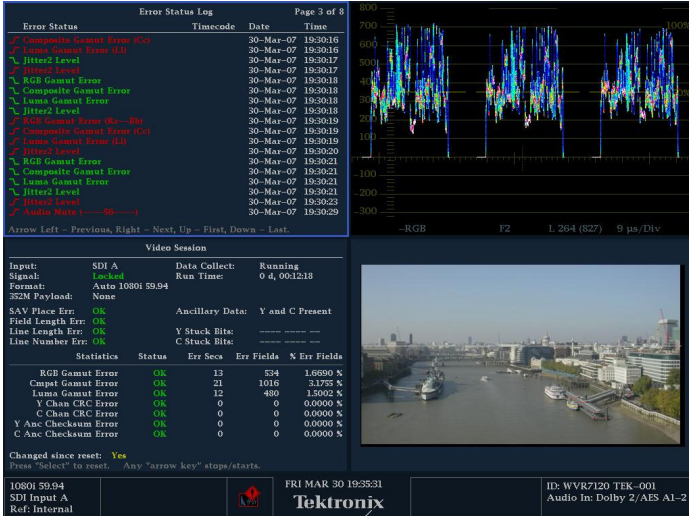 Error Status Log Page 3 of 8
Error Status Timecode Date Time
Composite Gamut Error (Cc) 30-Mar-07 19:30:16
Luma Gamut Error (Ll) 30-Mar-07 19:30:16
Jitter2 Level 30-Mar-07 19:30:17
Jitter2 Level 30-Mar-07 19:30:17
RGB Gamut Error 30-Mar-07 19:30:18
Composite Gamut Error 30-Mar-07 19:30:18
Luma Gamut Error 30-Mar-07 19:30:18
Jitter2 Level 30-Mar-07 19:30:18
RGB Gamut Error (Rr--Bb) 30-Mar-07 19:30:19
Composite Gamut Error (Cc) 30-Mar-07 19:30:19
Luma Gamut Error (Ll) 30-Mar-07 19:30:19
Jitter2 Level 30-Mar-07 19:30:20
RGB Gamut Error 30-Mar-07 19:30:21
Composite Gamut Error 30-Mar-07 19:30:21
Luma Gamut Error 30-Mar-07 19:30:21
Jitter2 Level 30-Mar-07 19:30:21
Jitter2 Level 30-Mar-07 19:30:23
Audio Mute 30-Mar-07 19:30:29
Arrow Left - Previous, Right - Next, Up - First, Down - Last.
800
700
100%
600
500
400
300
200
100
0
-100
-200
-300
-RGB F2 L 264 (827) 9 µs/Div
Video Session
Input: SDI A Data Collect: Running
Signal: Locked Run Time: 0 d, 00:12:18
Format: Auto 1080i 59.94
352M Payload: None
SAV Place Err: OK Ancillary Data: Y and C Present
Field Length Err: OK
Line Length Err: OK Y Stuck Bits: ---- ---- --
Line Number Err: OK C Stuck Bits: ---- ---- --
Statistics Status Err Secs Err Fields % Err Fields
RGB Gamut Error OK 13 534 1.6690 %
Cmpst Gamut Error OK 21 1016 3.1755 %
Luma Gamut Error OK 12 480 1.5002 %
Y Chan CRC Error OK 0 0 0.0000 %
C Chan CRC Error OK 0 0 0.0000 %
Y Anc Checksum Error OK 0 0 0.0000 %
C Anc Checksum Error OK 0 0 0.0000 %
Changed since reset: Yes
Press "Select" to reset. Any "arrow key" stops/starts.
1080i 59.94
SDI Input A
Ref: Internal
FRI MAR 30 19:35:31
Tektronix
ID: WVR7120 TEK-001
Audio In: Dolby 2/AES A1-2